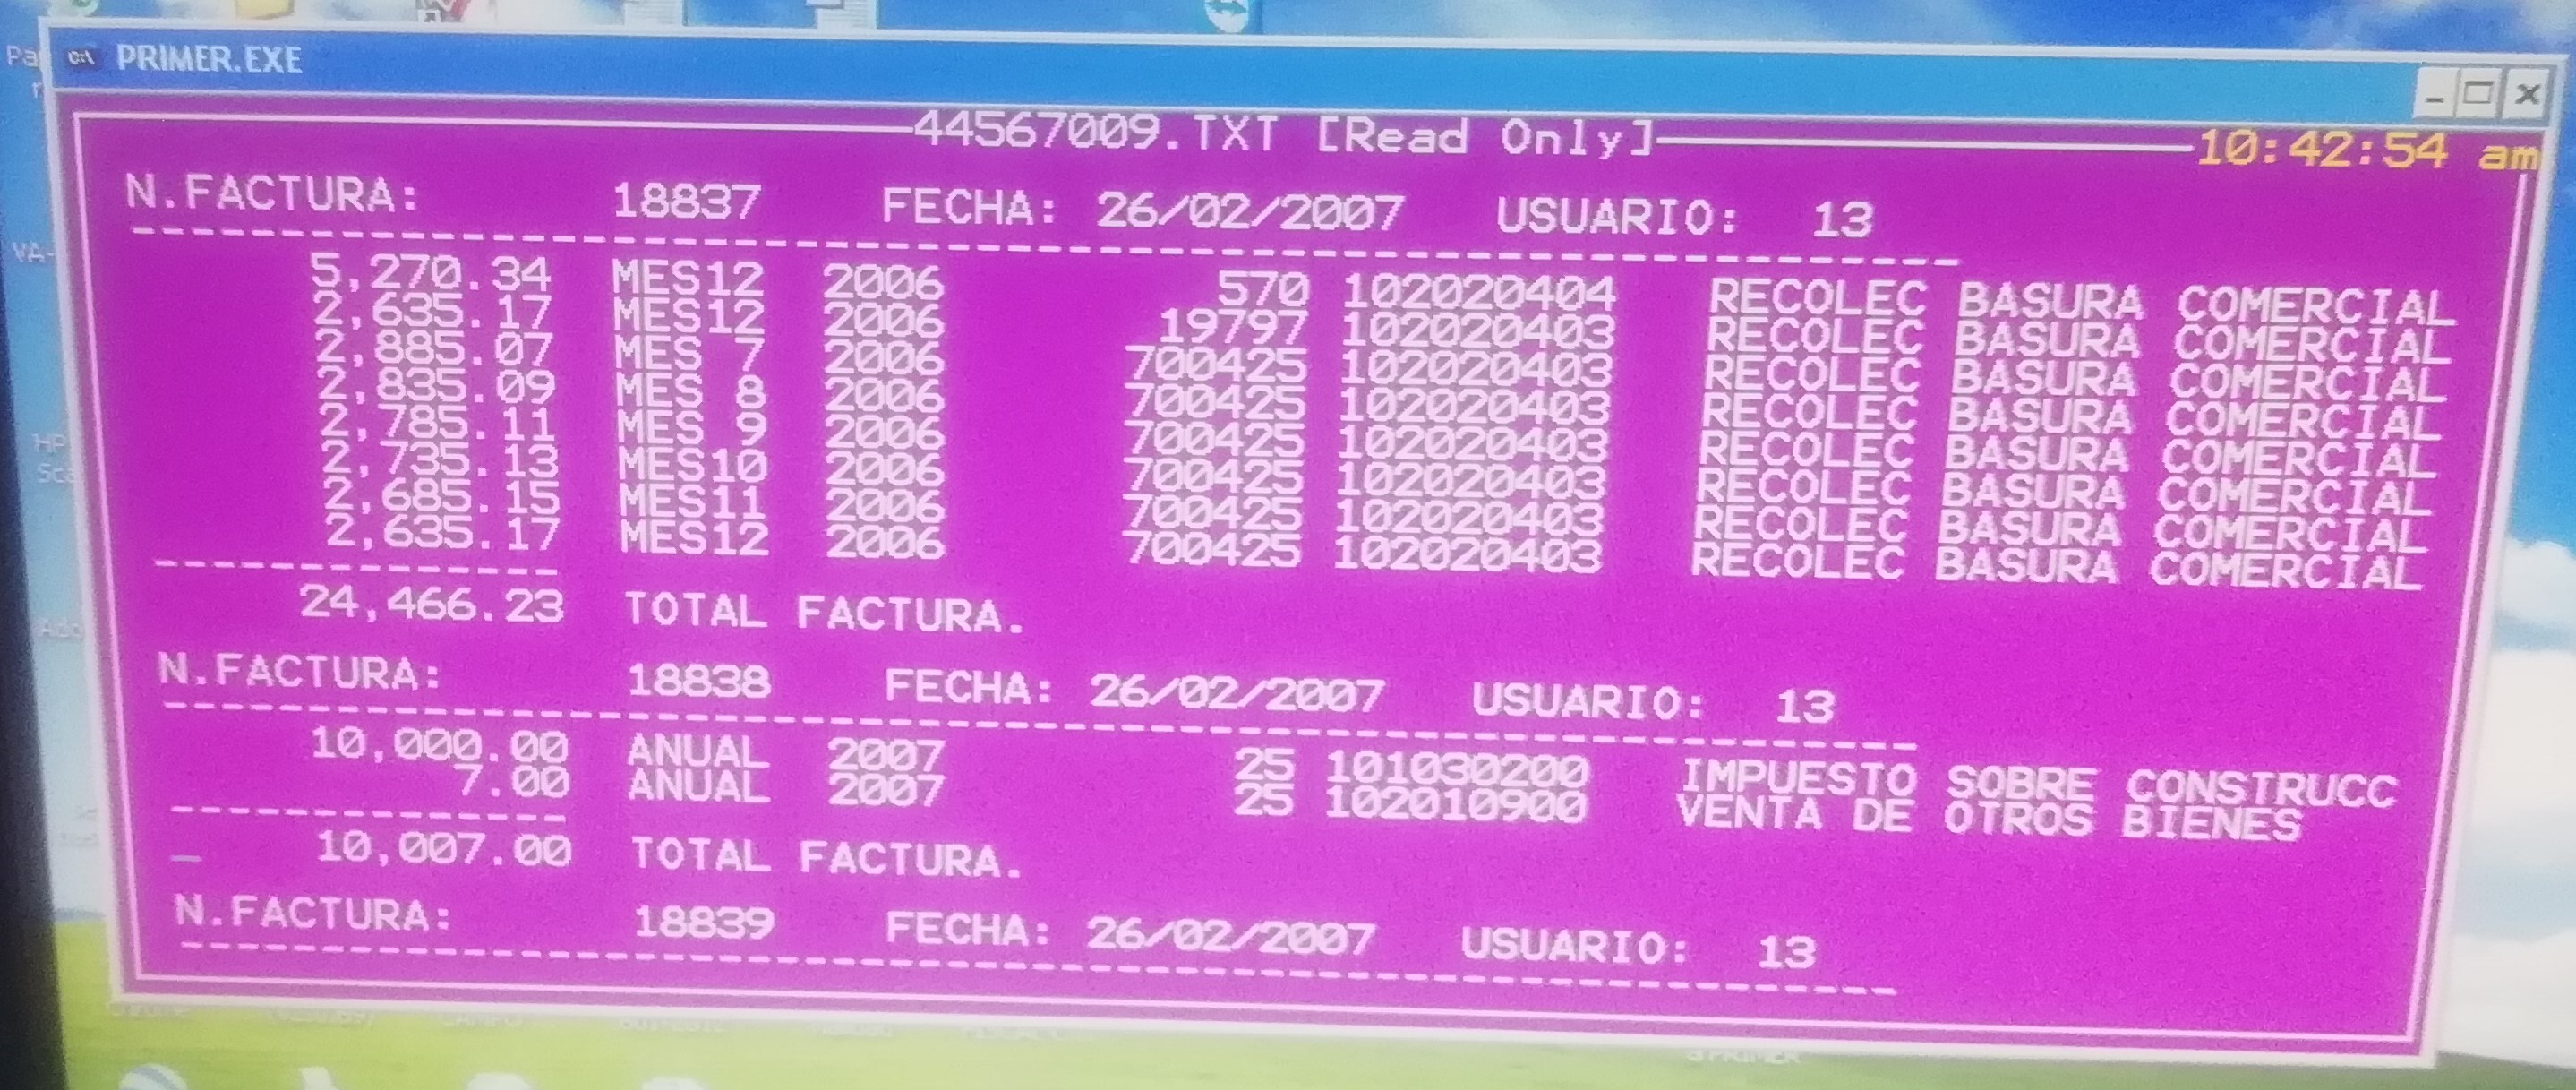 PRIMER.EXE
44567009.TXT [Read Only] 10:42:54 am
N.FACTURA: 18837 FECHA: 26/02/2007 USUARIO: 13
5,270.34 MES12 2006 570 102020404 RECOLEC BASURA COMERCIAL
2,635.17 MES12 2006 19797 102020403 RECOLEC BASURA COMERCIAL
2,885.07 MES 7 2006 700425 102020403 RECOLEC BASURA COMERCIAL
2,835.09 MES 8 2006 700425 102020403 RECOLEC BASURA COMERCIAL
2,785.11 MES 9 2006 700425 102020403 RECOLEC BASURA COMERCIAL
2,735.13 MES10 2006 700425 102020403 RECOLEC BASURA COMERCIAL
2,685.15 MES11 2006 700425 102020403 RECOLEC BASURA COMERCIAL
2,635.17 MES12 2006 700425 102020403 RECOLEC BASURA COMERCIAL
24,466.23 TOTAL FACTURA.
N.FACTURA: 18838 FECHA: 26/02/2007 USUARIO: 13
10,000.00 ANUAL 2007 25 101030200 IMPUESTO SOBRE CONSTRUCC
7.00 ANUAL 2007 25 102010900 VENTA DE OTROS BIENES
10,007.00 TOTAL FACTURA.
N.FACTURA: 18839 FECHA: 26/02/2007 USUARIO: 13